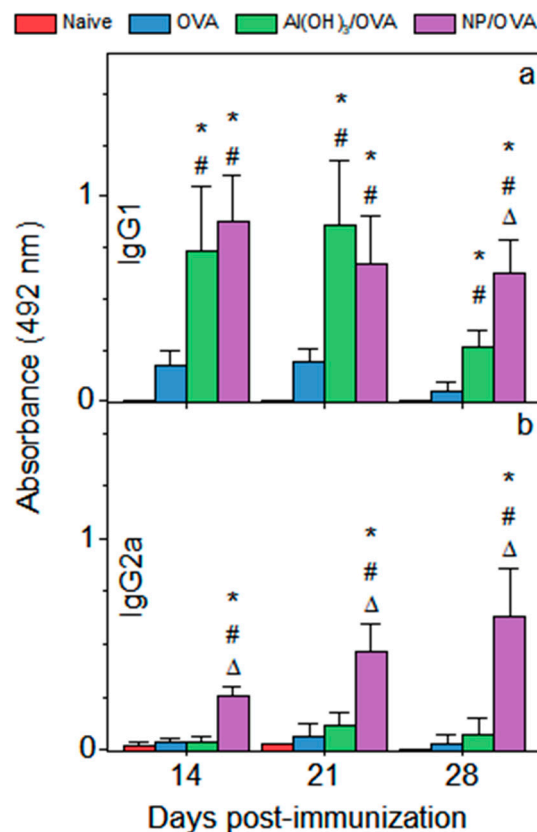 Naive OVA Al(OH)3/OVA NP/OVA
a
* * * * *
# # # # #
Δ
* #
1
0
IgG1
Absorbance (492 nm)
b
* # Δ
* # Δ
* # Δ
1
0
IgG2a
14 21 28
Days post-immunization